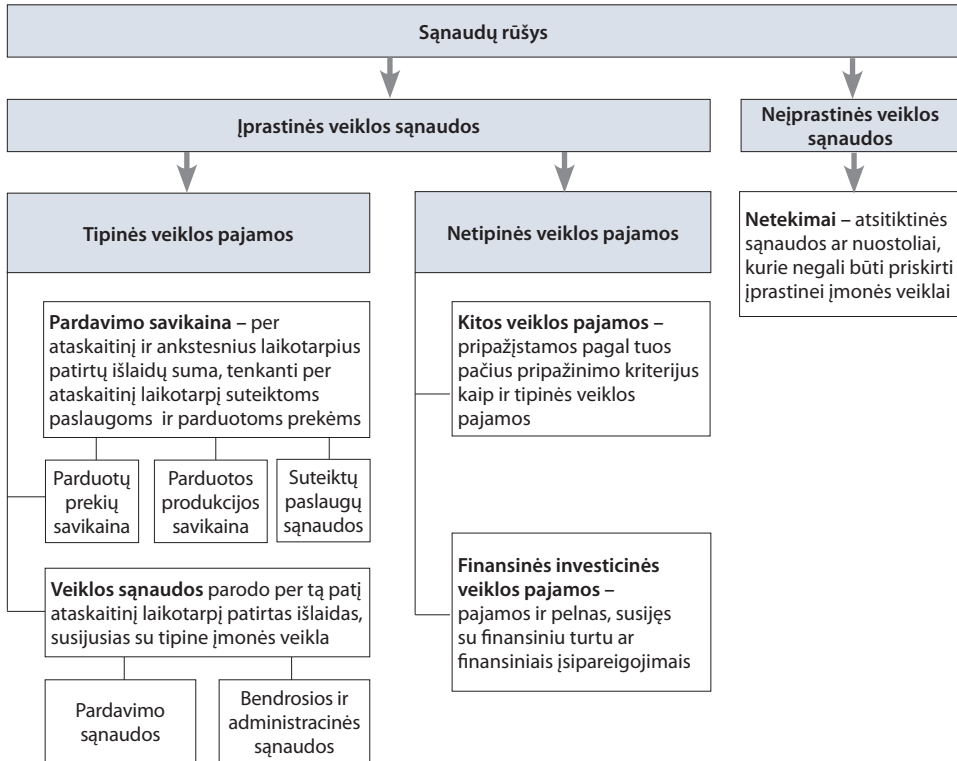 Sąnaudų rūšys
Įprastinės veiklos sąnaudos
Neįprastinės veiklos
sąnaudos
Tipinės veiklos pajamos
Netipinės veiklos pajamos
Netekimai – atsitiktinės
sąnaudos ar nuostoliai,
kurie negali būti priskirti
įprastinei įmonės veiklai
Pardavimo savikaina – per
ataskaitinį ir ankstesnius laikotarpius
patirtų išlaidų suma, tenkanti per
ataskaitinį laikotarpį suteiktoms
paslaugoms ir parduotoms prekėms
Parduotų
prekių
savikaina
Parduotos
produkcijos
savikaina
Suteiktų
paslaugų
sąnaudos
Veiklos sąnaudos parodo per tą patį
ataskaitinį laikotarpį patirtas išlaidas,
susijusias su tipine įmonės veikla
Pardavimo
sąnaudos
Bendrosios ir
administracinės
sąnaudos
Kitos veiklos pajamos –
pripažįstamos pagal tuos
pačius pripažinimo kriterijus
kaip ir tipinės veiklos
pajamos
Finansinės investicinės
veiklos pajamos –
pajamos ir pelnas, susijęs
su finansiniu turtu ar
finansiniais įsipareigojimais